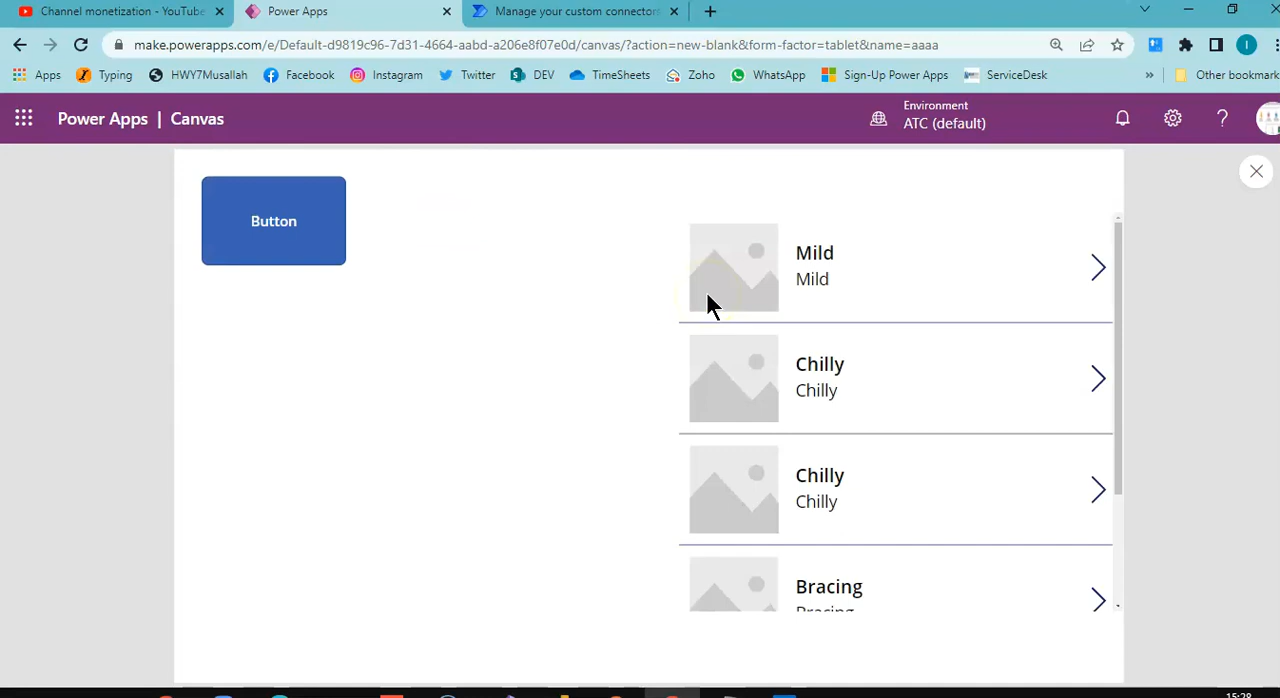 Channel monetization - YouTube
Power Apps
Manage your custom connector
make.powerapps.com/e/Default-d9819c96-7d31-4664-aabd-a206e8f07e0d/canvas/?action=new-blank&form-factor=tablet&name=aaaa
Apps Typing HWY7Musallah Facebook Instagram Twitter DEV TimeSheets Zoho WhatsApp Sign-Up Power Apps ServiceDesk » Other bookmark
Power Apps | Canvas
Environment
ATC (default)
Button
Mild
Mild
Chilly
Chilly
Chilly
Chilly
Bracing
Bracing
15:28